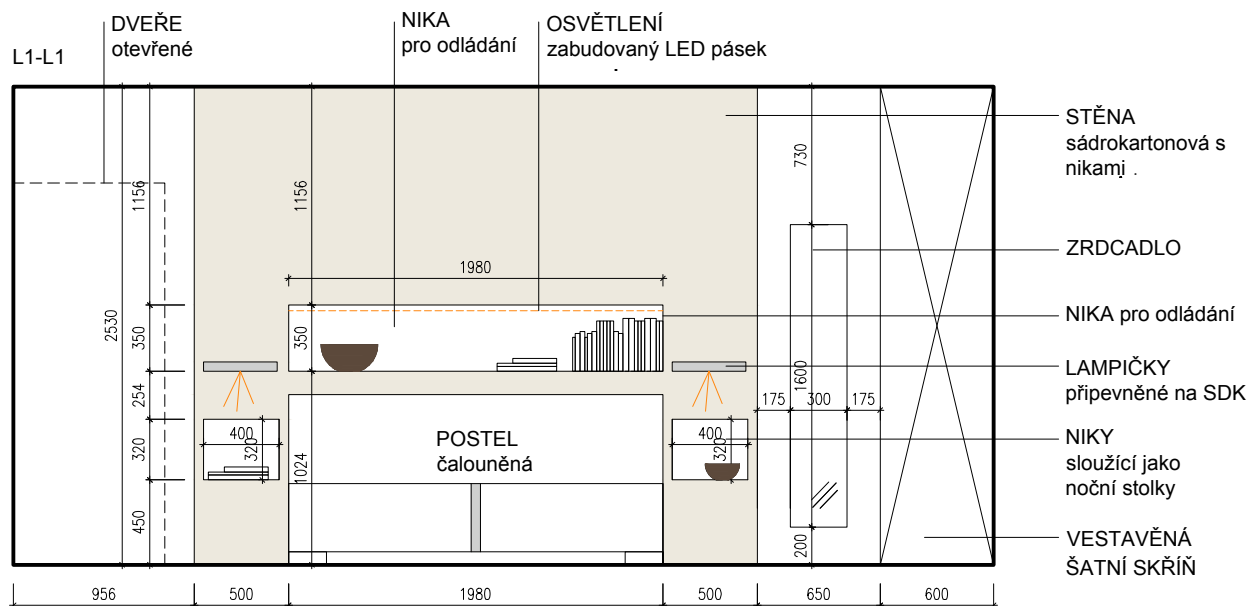 DVEŘE
otevřené
NIKA
pro odládání
OSVĚTLENÍ
zabudovaný LED pásek
L1-L1
STĚNA
sádrokartonová s
nikami .
ZRDCADLO
NIKA pro odládání
LAMPIČKY
připevněné na SDK
NIKY
sloužící jako
noční stolky
VESTAVĚNÁ
ŠATNÍ SKŘÍŇ
POSTEL
čalouněná
2530
1156
350
254
320
450
1156
350
1024
1980
400
320
400
320
730
1600
200
175
300
175
956
500
1980
500
650
600